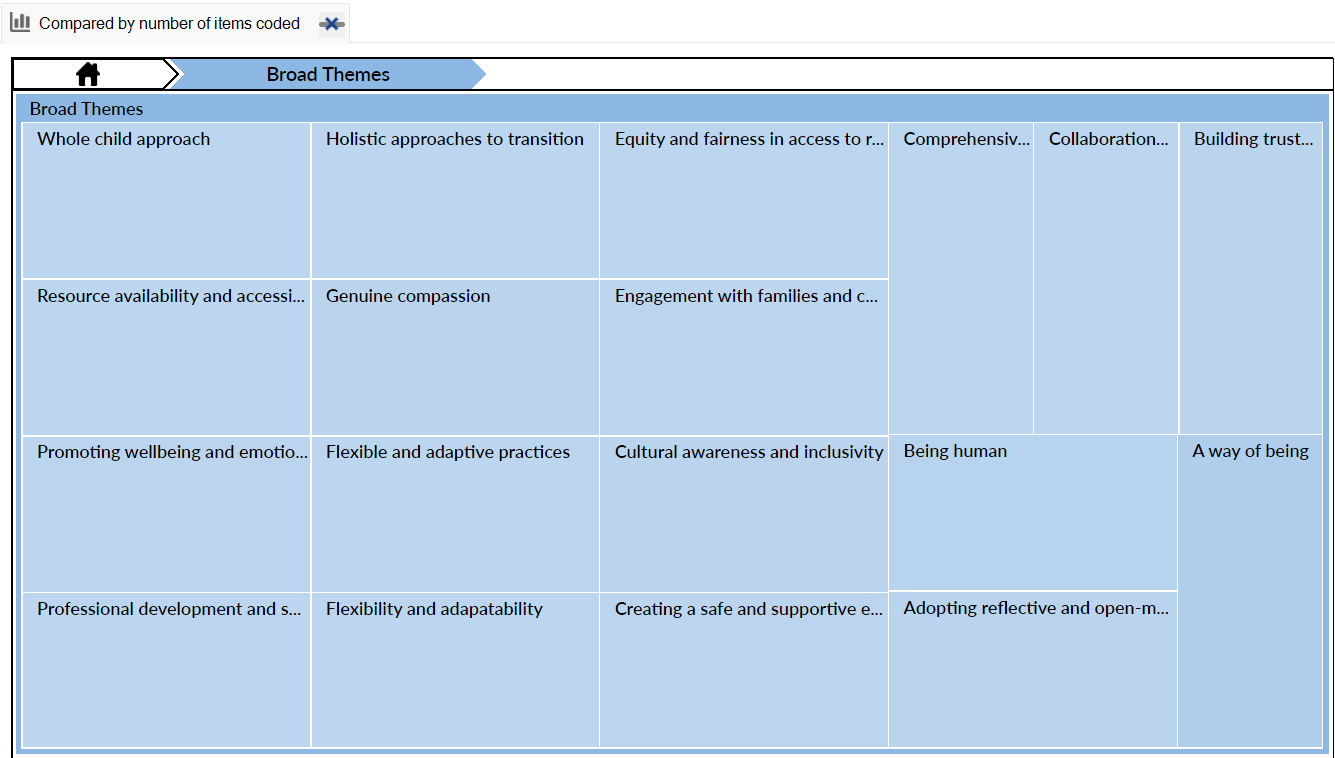 Compared by number of items coded
Broad Themes
Broad Themes
Whole child approach
Holistic approaches to transition
Equity and fairness in access to r...
Comprehensiv...
Collaboration...
Building trust...
Resource availability and accessi...
Genuine compassion
Engagement with families and c...
Promoting wellbeing and emotio...
Flexible and adaptive practices
Cultural awareness and inclusivity
Being human
A way of being
Professional development and s...
Flexibility and adapatability
Creating a safe and supportive e...
Adopting reflective and open-m...